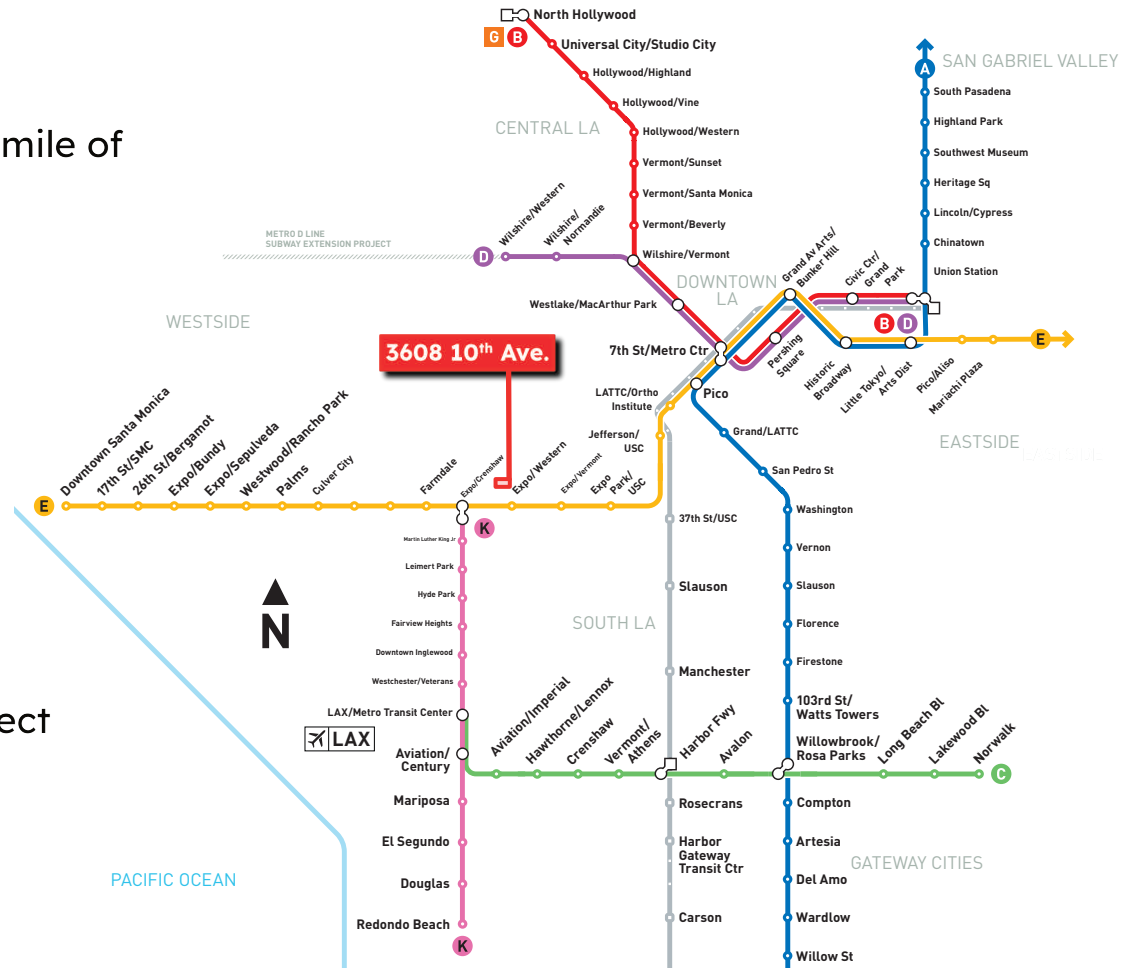 North Hollywood
G B
Universal City/Studio City
Hollywood/Highland
Hollywood/Vine
Hollywood/Western
Vermont/Sunset
Vermont/Santa Monica
Vermont/Beverly
Wilshire/Vermont
CENTRAL LA
mile of
A
SAN GABRIEL VALLEY
South Pasadena
Highland Park
Southwest Museum
Heritage Sq
Lincoln/Cypress
Chinatown
Union Station
METRO D LINE
SUBWAY EXTENSION PROJECT
D
Wilshire/Western
Wilshire/
Normandie
DOWNTOWN
LA
Westlake/MacArthur Park
7th St/Metro Ctr
Grand Av Arts/
Bunker Hill
Civic Ctr/
Grand
Park
B D
Pershing
Square
Historic
Broadway
Little Tokyo/
Arts Dist
Pico/Aliso
Mariachi Plaza
E
WESTSIDE
3608 10th Ave.
LATTC/Ortho
Institute
Pico
Jefferson/
USC
Grand/LATTC
San Pedro St
EASTSIDE
E
Downtown Santa Monica
17th St/SMC
26th St/Bergamot
Expo/Bundy
Expo/Sepulveda
Westwood/Rancho Park
Palms
Culver City
Farmdale
Expo/Crenshaw
Expo/Western
Expo/Vermont
Expo
Park/
USC
K
Martin Luther King Jr
Leimert Park
Hyde Park
Fairview Heights
Downtown Inglewood
Westchester/Veterans
LAX/Metro Transit Center
LAX
Aviation/
Century
Mariposa
El Segundo
Douglas
Redondo Beach
K
N
ect
PACIFIC OCEAN
SOUTH LA
37th St/USC
Slauson
Manchester
Harbor Fwy
Rosecrans
Harbor
Gateway
Transit Ctr
Carson
Aviation/Imperial
Hawthorne/Lennox
Crenshaw
Vermont/
Athens
Avalon
Long Beach Bl
Lakewood Bl
Norwalk
C
Washington
Vernon
Slauson
Florence
Firestone
103rd St/
Watts Towers
Willowbrook/
Rosa Parks
Compton
Artesia
Del Amo
Wardlow
Willow St
GATEWAY CITIES